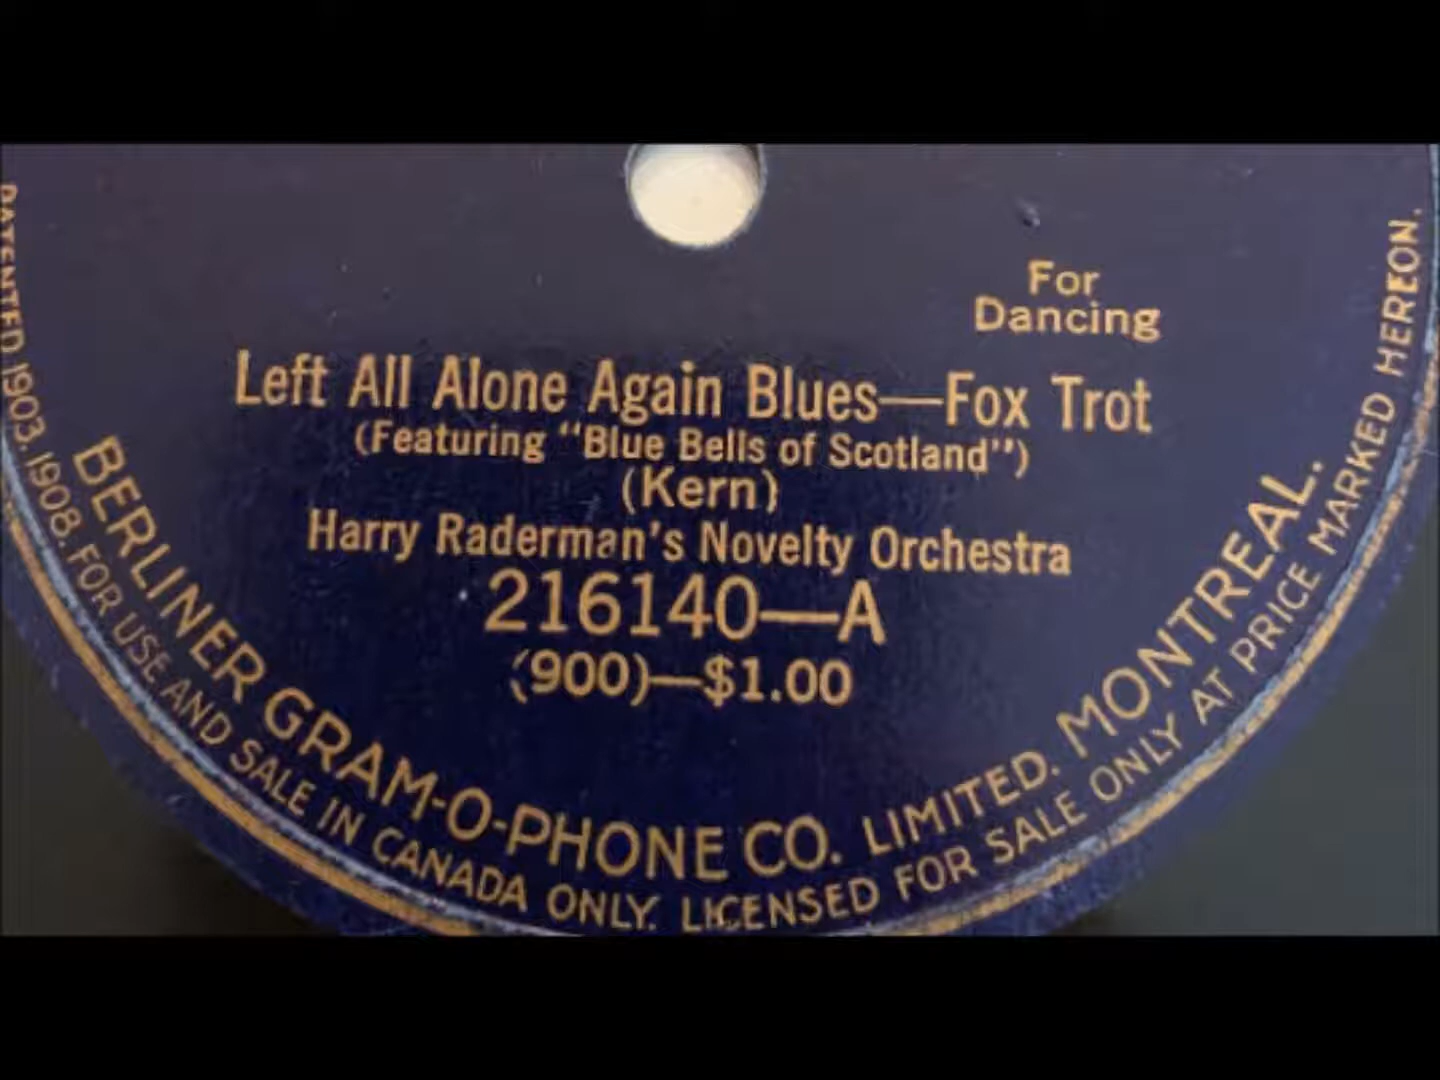 For
Dancing
Left All Alone Again Blues—Fox Trot
(Featuring "Blue Bells of Scotland")
(Kern)
Harry Raderman's Novelty Orchestra
216140—A
(900)—$1.00
BERLINER GRAM-O-PHONE CO. LIMITED. MONTREAL.
PATENTED 1903. 1908. FOR USE AND SALE IN CANADA ONLY. LICENSED FOR SALE ONLY AT PRICE MARKED HEREON.